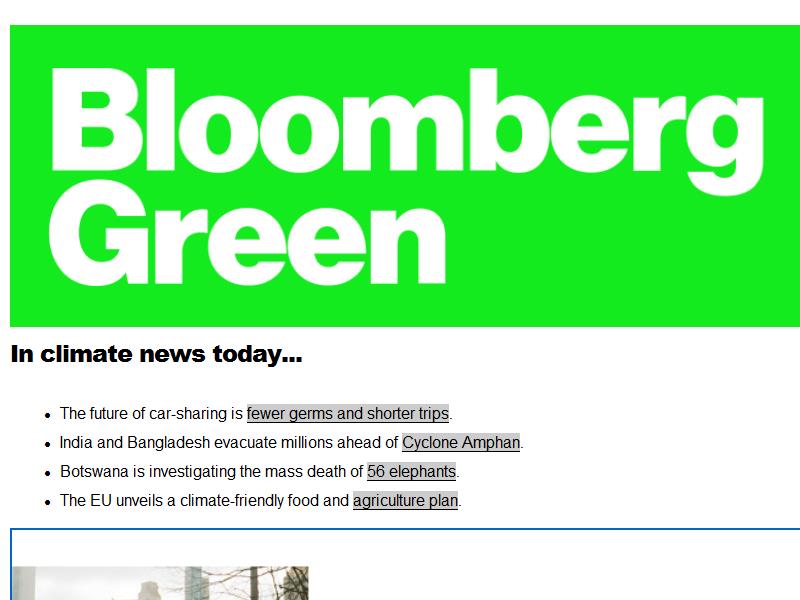 Bloomberg
Green
In climate news today...
The future of car-sharing is fewer germs and shorter trips.
India and Bangladesh evacuate millions ahead of Cyclone Amphan.
Botswana is investigating the mass death of 56 elephants.
The EU unveils a climate-friendly food and agriculture plan.